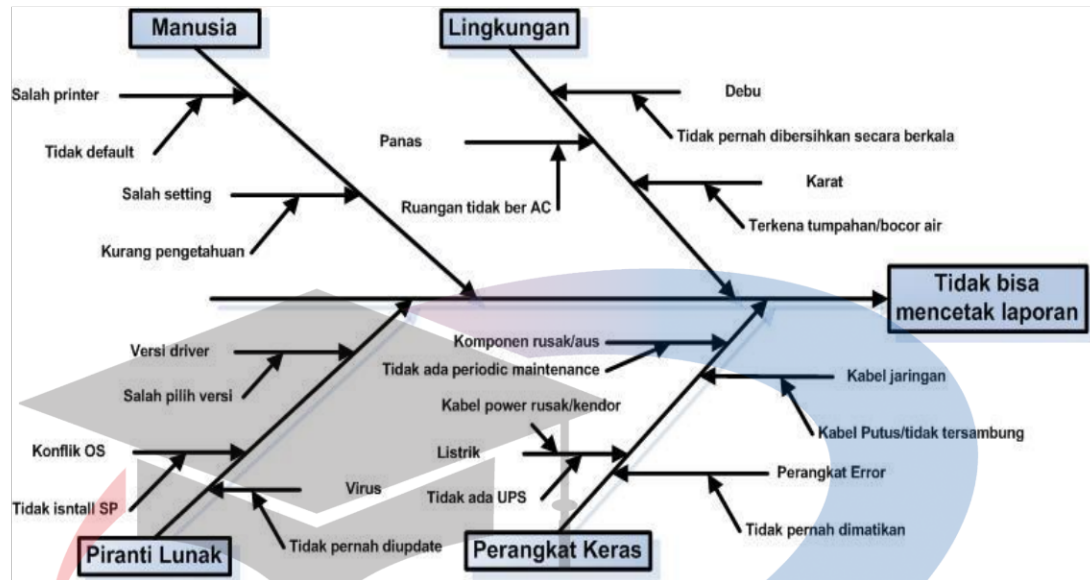 Manusia
Lingkungan
Salah printer
Tidak default
Salah setting
Kurang pengetahuan
Debu
Tidak pernah dibersihkan secara berkala
Panas
Ruangan tidak ber AC
Karat
Terkena tumpahan/bocor air
Tidak bisa
mencetak laporan
Versi driver
Salah pilih versi
Konflik OS
Tidak isntall SP
Virus
Tidak pernah diupdate
Piranti Lunak
Komponen rusak/aus
Tidak ada periodic maintenance
Kabel jaringan
Kabel Putus/tidak tersambung
Kabel power rusak/kendor
Listrik
Tidak ada UPS
Perangkat Error
Tidak pernah dimatikan
Perangkat Keras